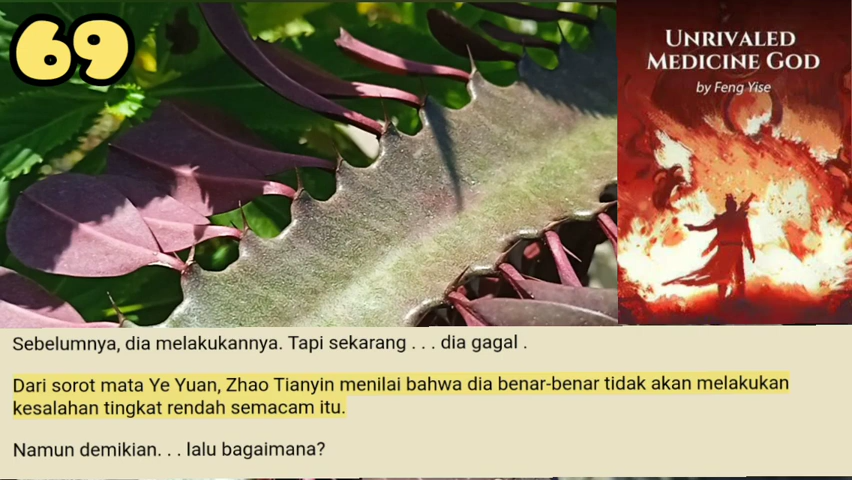 69
UNRIVALED
MEDICINE GOD
by Feng Yise
Sebelumnya, dia melakukannya. Tapi sekarang . . . dia gagal .
Dari sorot mata Ye Yuan, Zhao Tianyin menilai bahwa dia benar-benar tidak akan melakukan
kesalahan tingkat rendah semacam itu.
Namun demikian. . . lalu bagaimana?